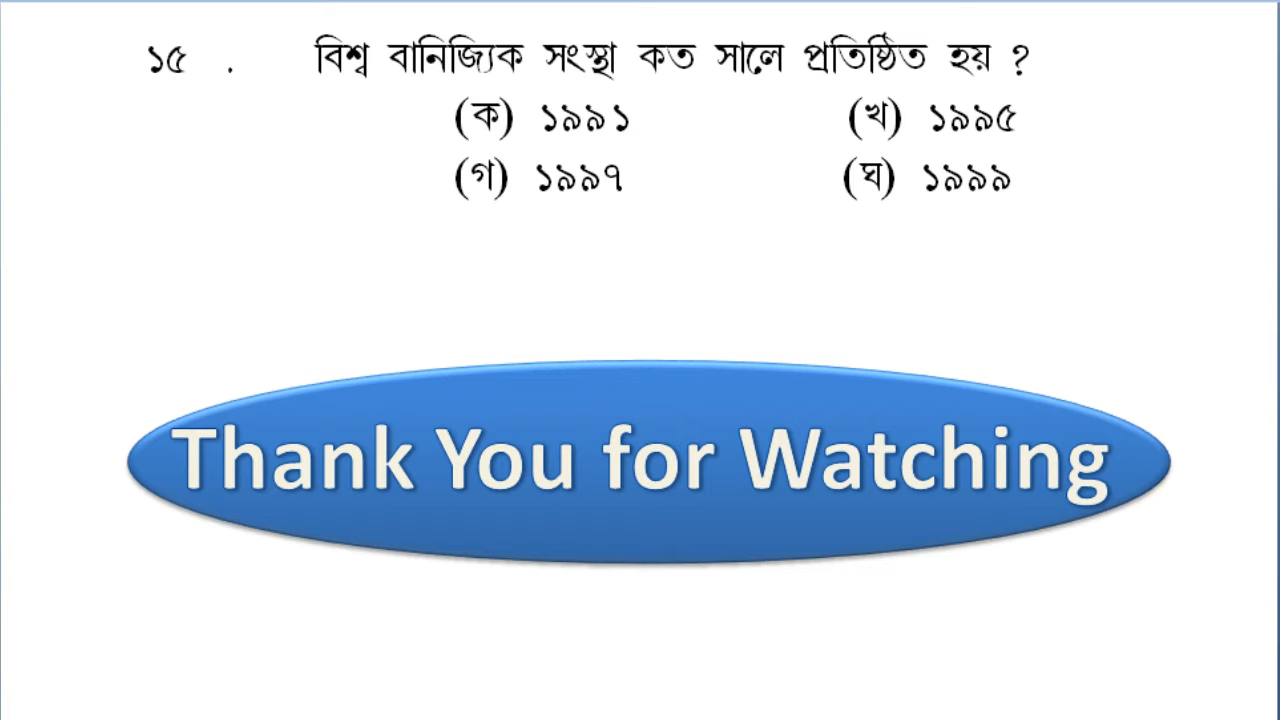 ১৫ . বিশ্ব বানিজ্যিক সংস্থা কত সালে প্রতিষ্ঠিত হয় ?
(ক) ১৯৯১ (খ) ১৯৯৫
(গ) ১৯৯৭ (ঘ) ১৯৯৯
Thank You for Watching